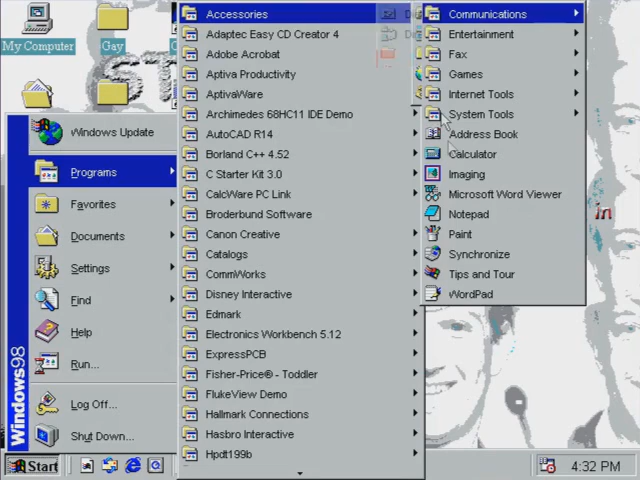 My Computer
Gay
Windows Update
Programs
Favorites
Documents
Settings
Find
Help
Run...
Log Off...
Shut Down...
Windows98
Start
Accessories
Adaptec Easy CD Creator 4
Adobe Acrobat
Aptiva Productivity
AptivaWare
Archimedes 68HC11 IDE Demo
AutoCAD R14
Borland C++ 4.52
C Starter Kit 3.0
CalcWare PC Link
Broderbund Software
Canon Creative
Catalogs
CommWorks
Disney Interactive
Edmark
Electronics Workbench 5.12
ExpressPCB
Fisher-Price® - Toddler
FlukeView Demo
Hallmark Connections
Hasbro Interactive
Hpdt199b
Communications
Entertainment
Fax
Games
Internet Tools
System Tools
Address Book
Calculator
Imaging
Microsoft Word Viewer
Notepad
Paint
Synchronize
Tips and Tour
WordPad
in
4:32 PM